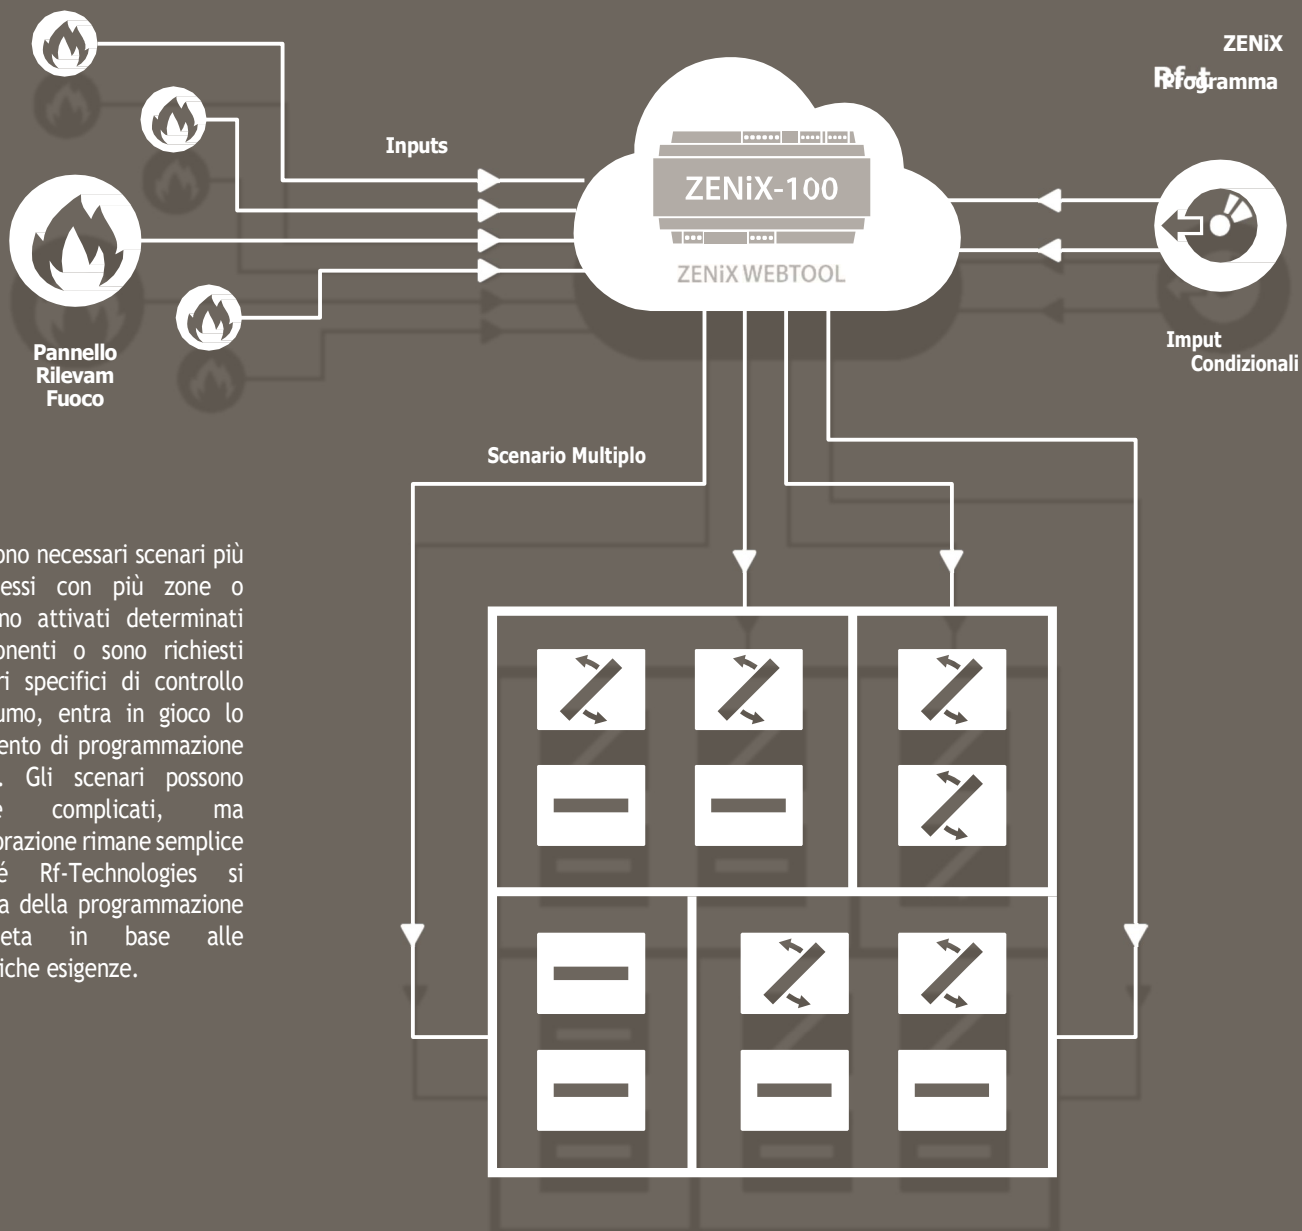 ZENiX
Rf-t
Programma
Inputs
ZENiX-100
ZENiX WEBTOOL
Pannello
Rilevam
Fuoco
Imput
Condizionali
Scenario Multiplo
ono necessari scenari più
essi con più zone o
no attivati determinati
onenti o sono richiesti
ri specifici di controllo
umo, entra in gioco lo
ento di programmazione
. Gli scenari possono
e complicati, ma
orazione rimane semplice
é Rf-Technologies si
a della programmazione
eta in base alle
iche esigenze.